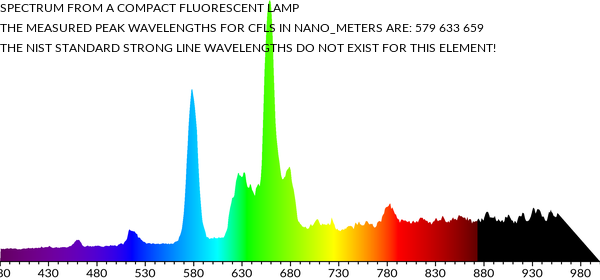 SPECTRUM FROM A COMPACT FLUORESCENT LAMP
THE MEASURED PEAK WAVELENGTHS FOR CFLS IN NANO_METERS ARE: 579 633 659
THE NIST STANDARD STRONG LINE WAVELENGTHS DO NOT EXIST FOR THIS ELEMENT!
430 480 530 580 630 680 730 780 830 880 930 980